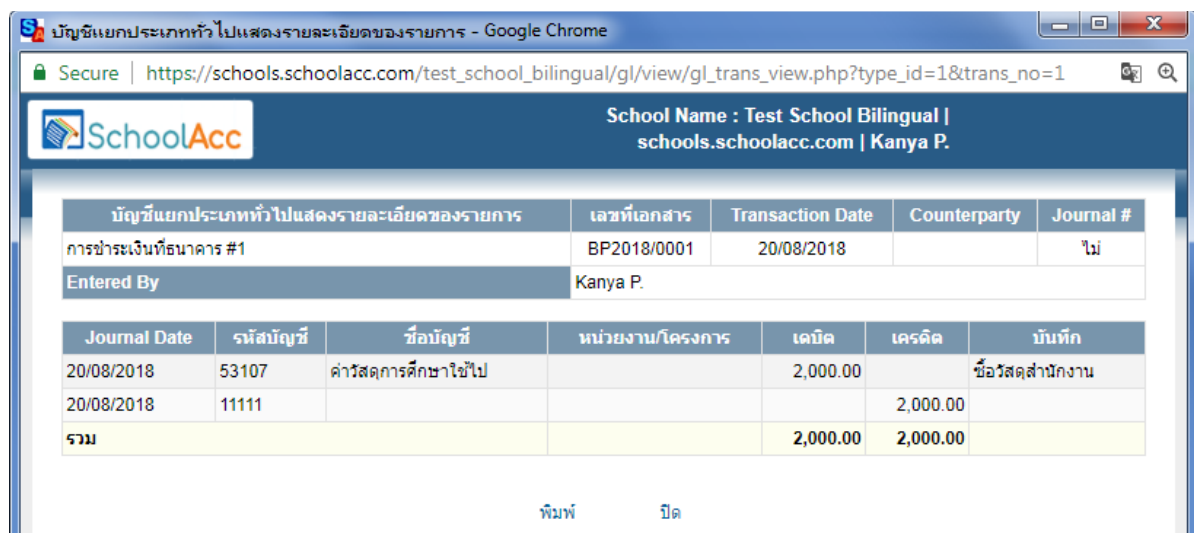 บัญชีแยกประเภททั่วไปแสดงรายละเอียดของรายการ - Google Chrome
Secure | https://schools.schoolacc.com/test_school_bilingual/gl/view/gl_trans_view.php?type_id=1&trans_no=1
SchoolAcc
School Name : Test School Bilingual |
schools.schoolacc.com | Kanya P.
บัญชีแยกประเภททั่วไปแสดงรายละเอียดของรายการ เลขที่เอกสาร Transaction Date Counterparty Journal #
การชำระเงินที่ธนาคาร #1 BP2018/0001 20/08/2018 ไม่
Entered By Kanya P.
Journal Date รหัสบัญชี ชื่อบัญชี หน่วยงาน/โครงการ เดบิต เครดิต บันทึก
20/08/2018 53107 ค่าวัสดุการศึกษาใช้ไป 2,000.00 ซื้อวัสดุสำนักงาน
20/08/2018 11111 2,000.00
รวม 2,000.00 2,000.00
พิมพ์ ปิด